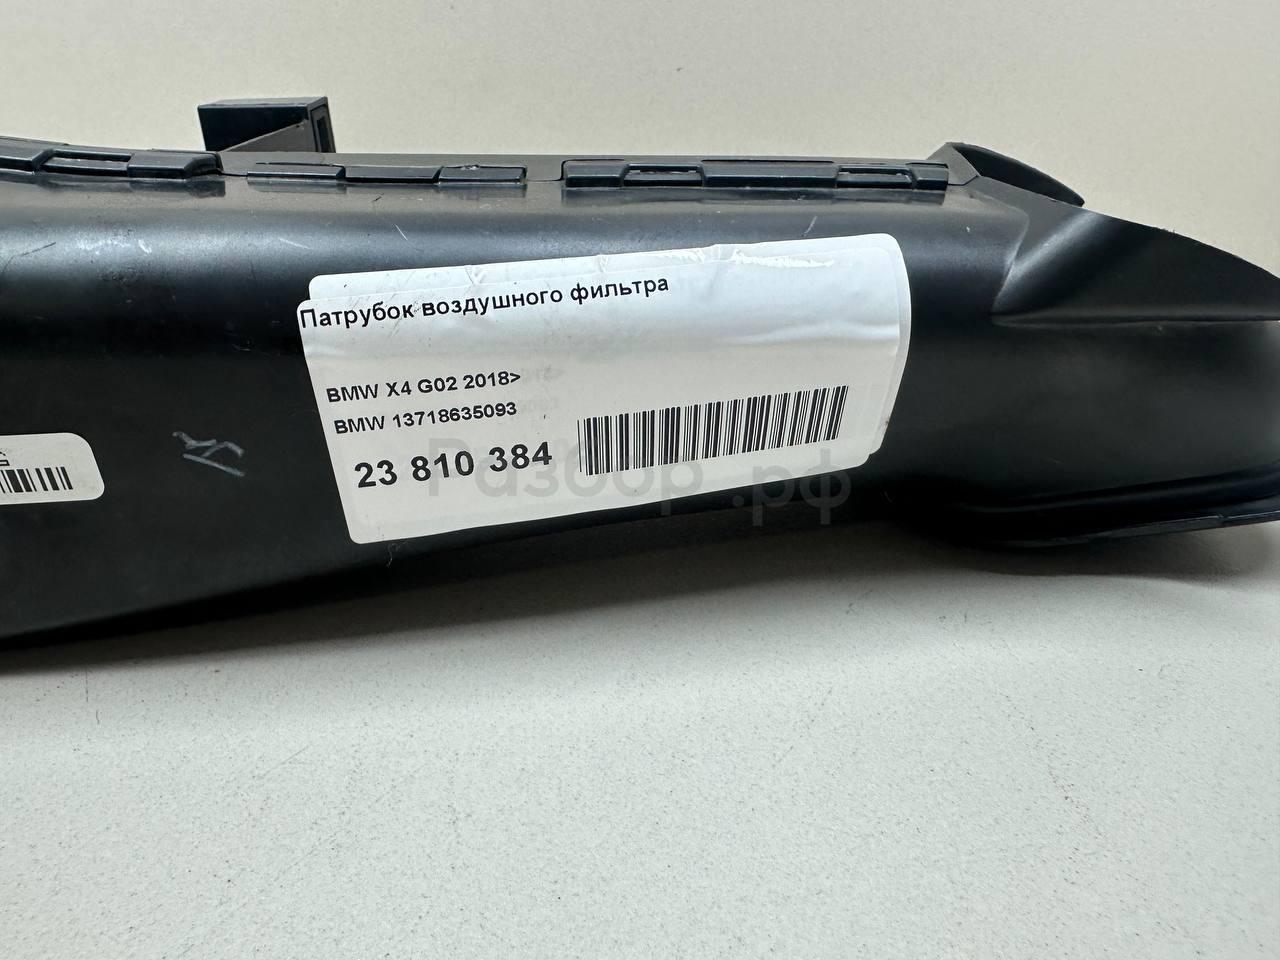 Патрубок воздушного фильтра
BMW X4 G02 2018>
BMW 13718635093
23 810 384
Разбор.рф